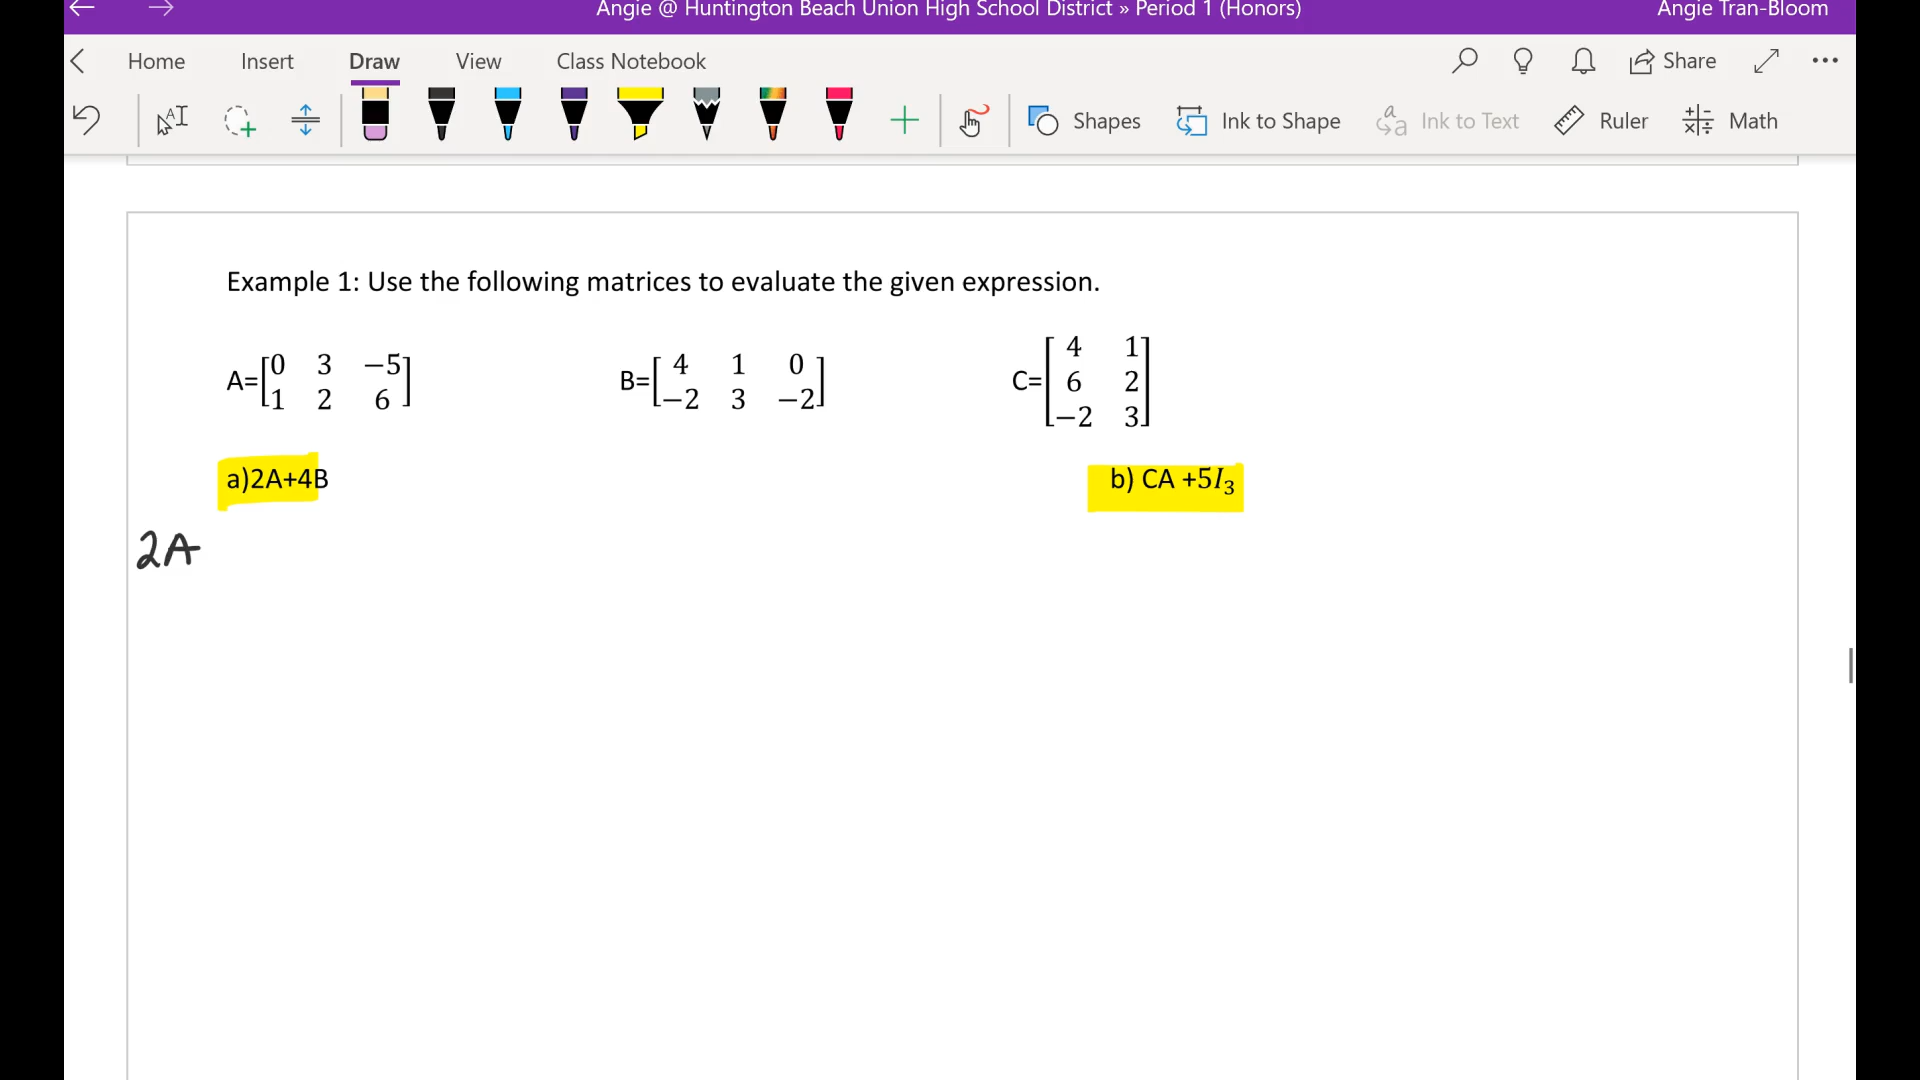 Angie @ Huntington Beach Union High School District » Period 1 (Honors) Angie Tran-Bloom
Home Insert Draw View Class Notebook Share
Shapes Ink to Shape Ink to Text Ruler Math
Example 1: Use the following matrices to evaluate the given expression.
A=[0 3 −5; 1 2 6] B=[4 1 0; −2 3 −2] C=[4 1; 6 2; −2 3]
a)2A+4B b) CA +5I₃
2A